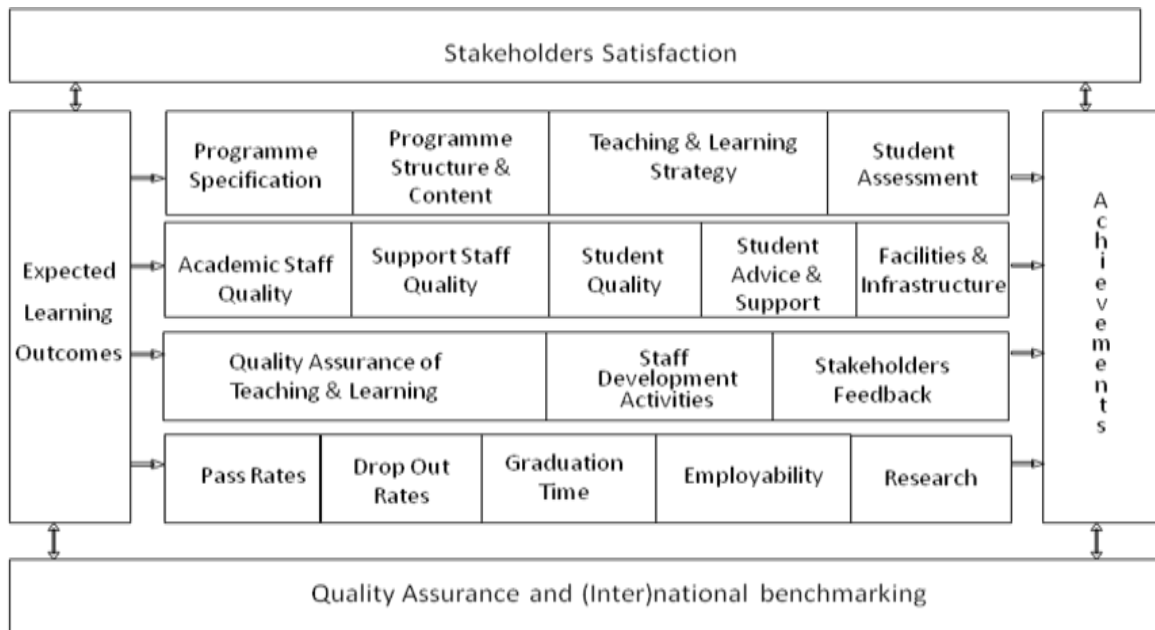 Stakeholders Satisfaction
Expected
Learning
Outcomes
Programme
Specification
Programme
Structure &
Content
Teaching & Learning
Strategy
Student
Assessment
Academic Staff
Quality
Support Staff
Quality
Student
Quality
Student
Advice &
Support
Facilities &
Infrastructure
Quality Assurance of
Teaching & Learning
Staff
Development
Activities
Stakeholders
Feedback
Pass Rates
Drop Out
Rates
Graduation
Time
Employability
Research
Achievements
Quality Assurance and (Inter)national benchmarking